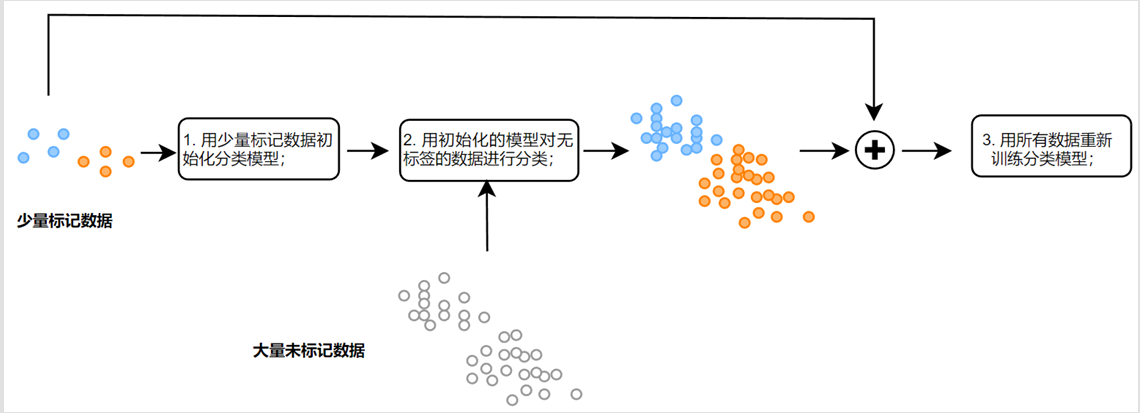 1. 用少量标记数据初
始化分类模型；
2. 用初始化的模型对无
标签的数据进行分类；
3. 用所有数据重新
训练分类模型；
少量标记数据
大量未标记数据